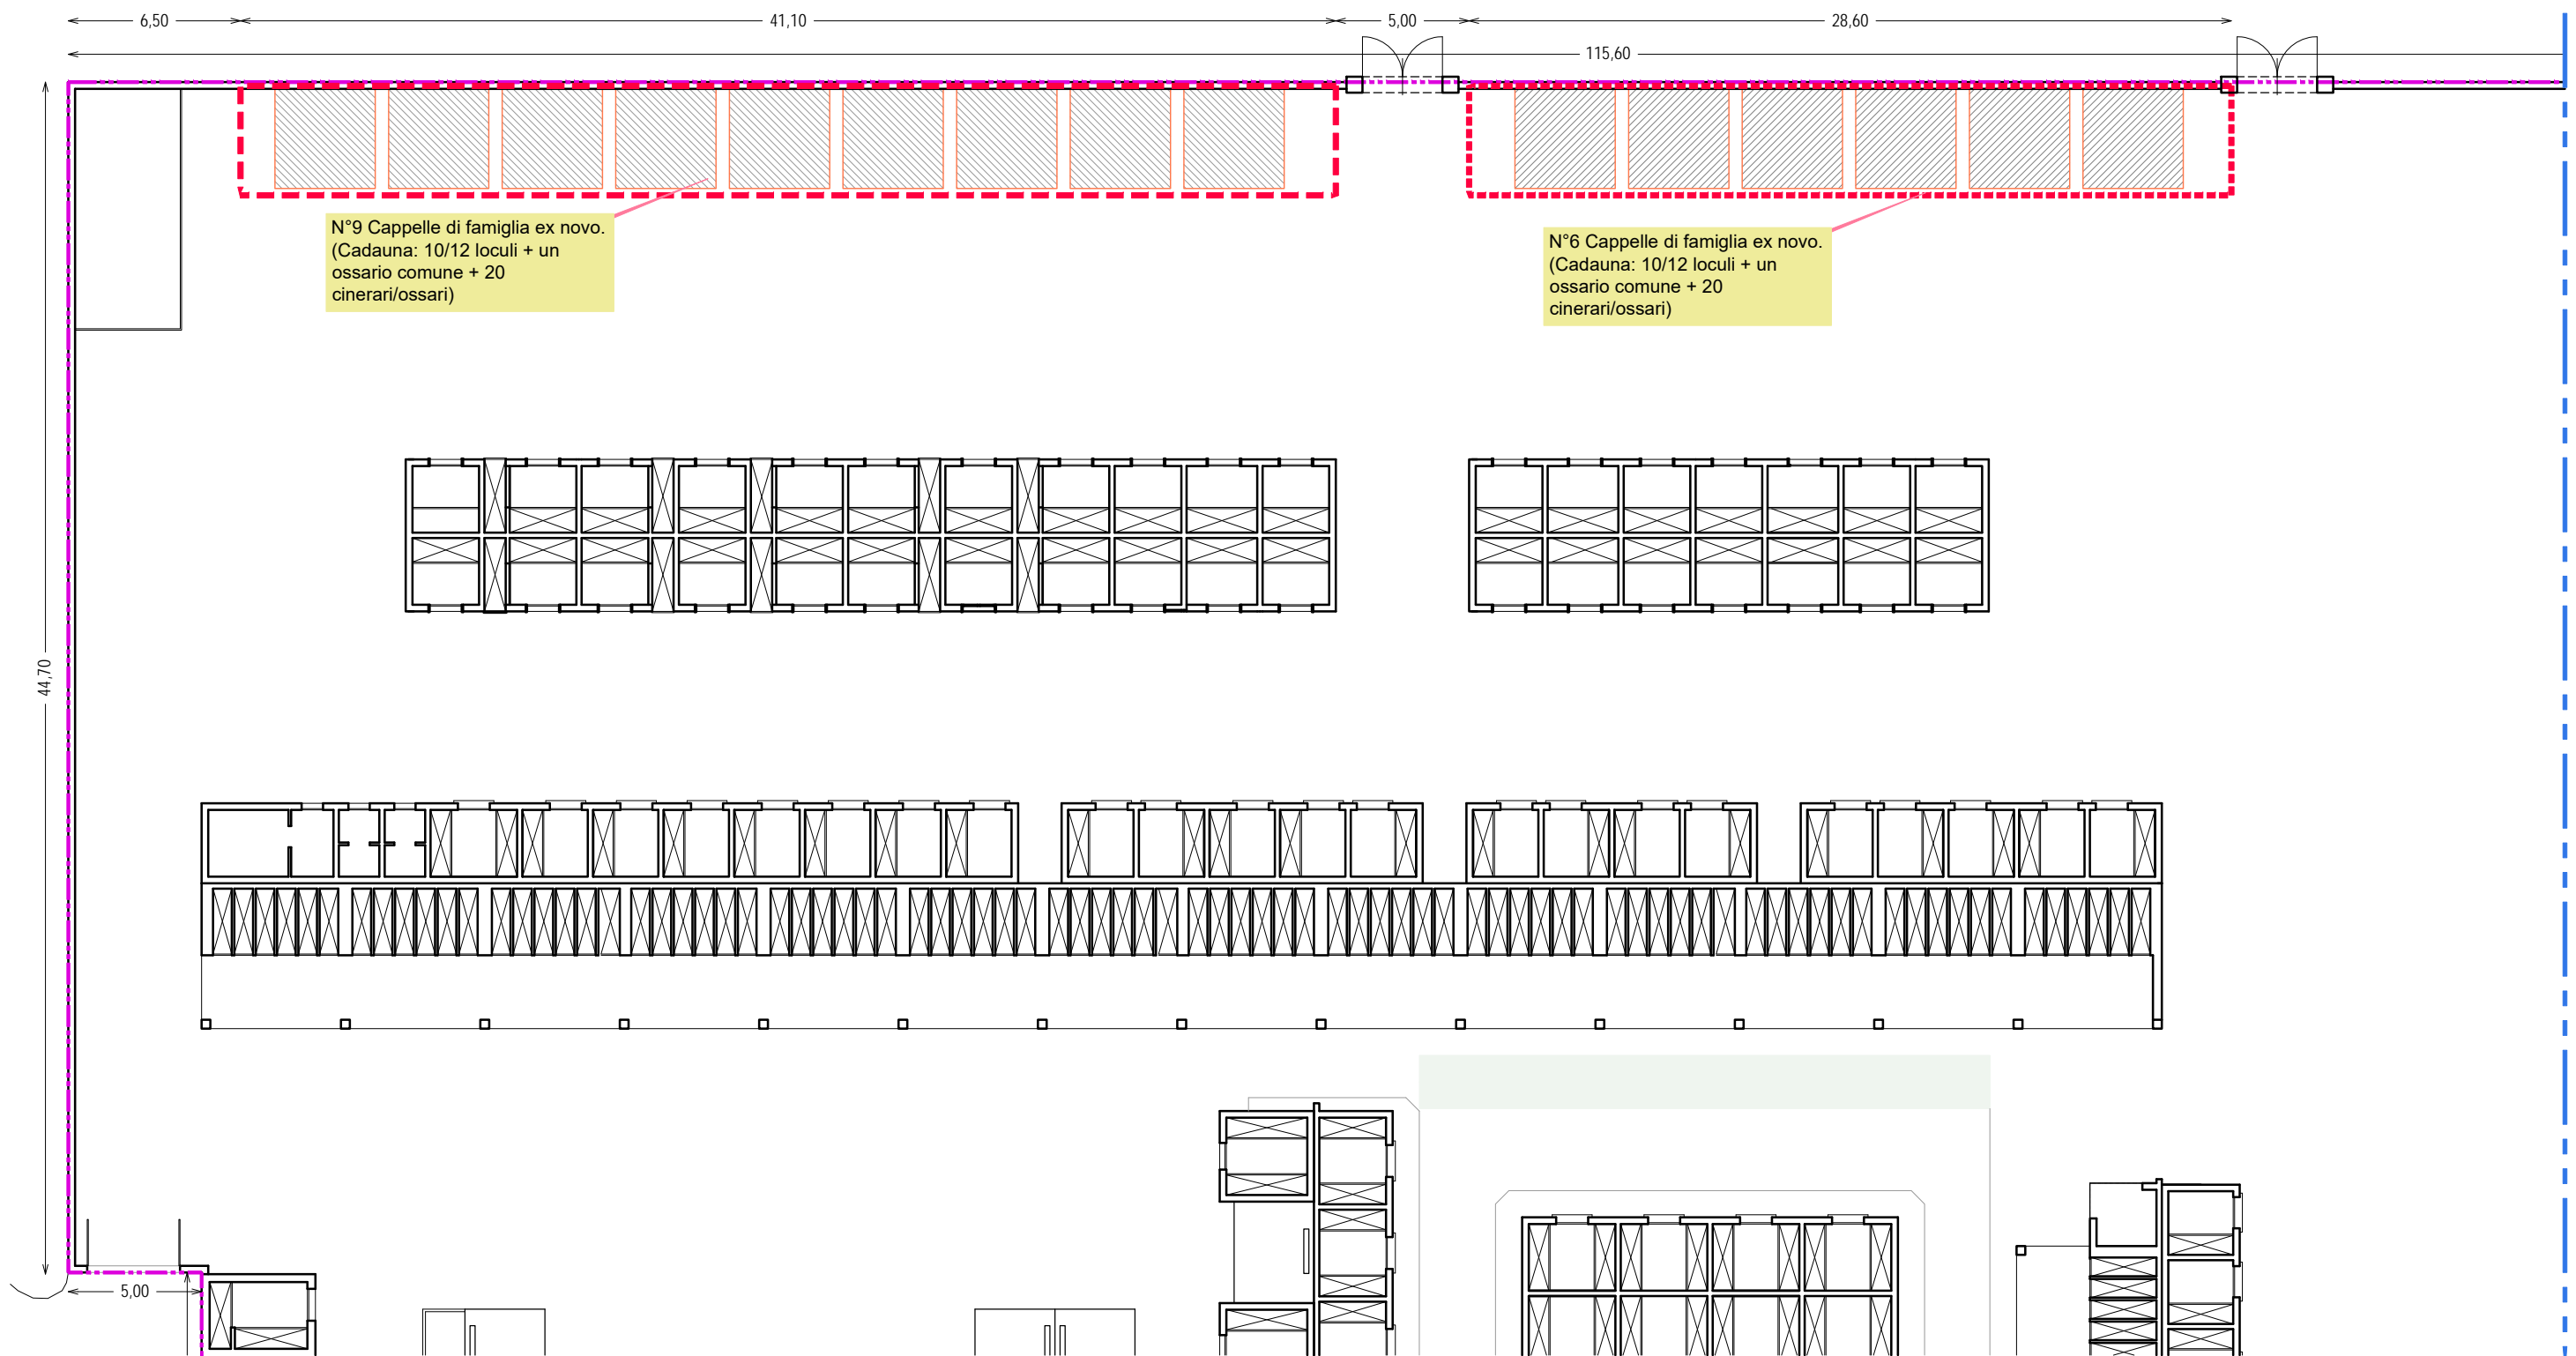 6,50
41,10
5,00
28,60
115,60
N°9 Cappelle di famiglia ex novo.
(Cadauna: 10/12 loculi + un
ossario comune + 20
cinerari/ossari)
N°6 Cappelle di famiglia ex novo.
(Cadauna: 10/12 loculi + un
ossario comune + 20
cinerari/ossari)
44,70
5,00